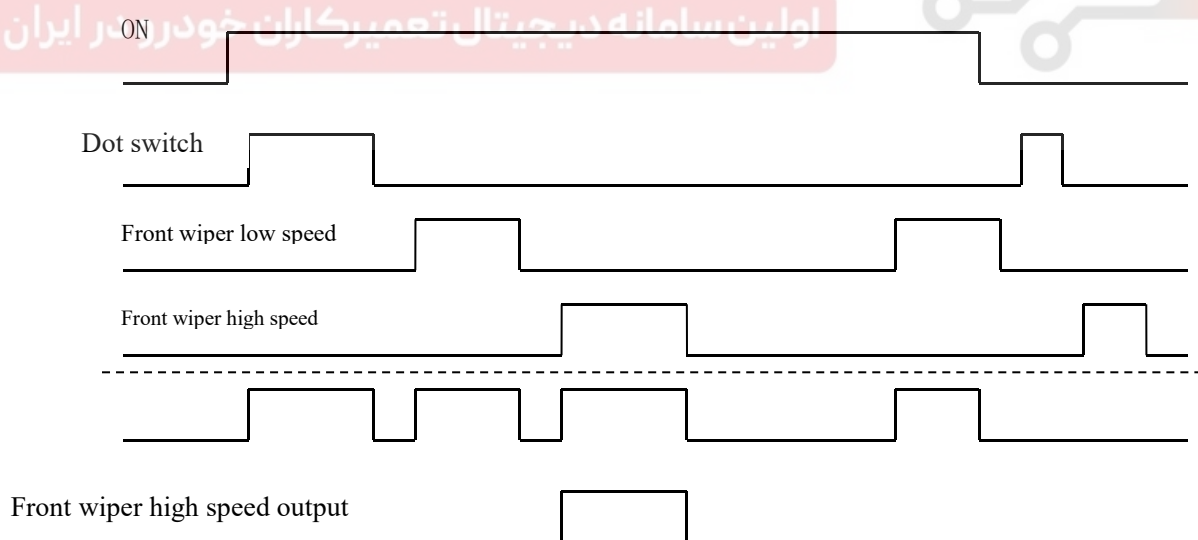 اولین سامانه دیجیتال تعمیرکاران خودرو در ایران
ON
Dot switch
Front wiper low speed
Front wiper high speed
Front wiper high speed output